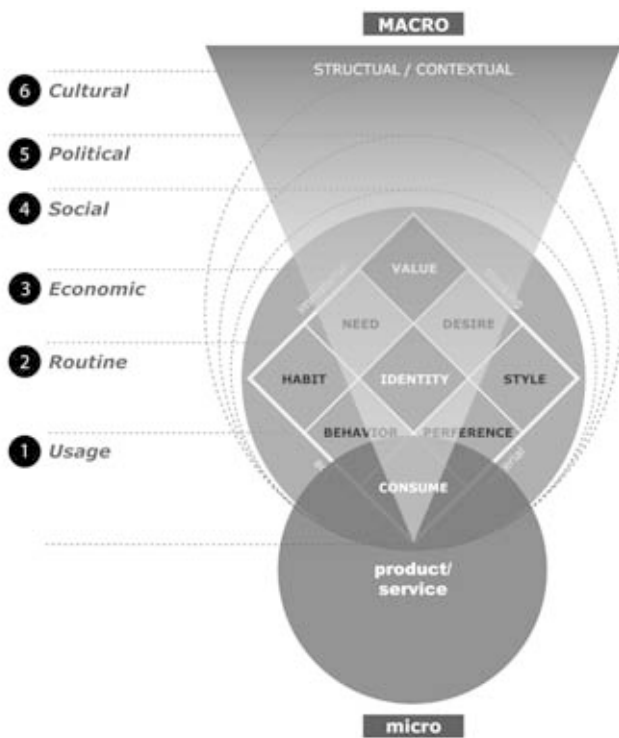 MACRO
STRUCTUAL / CONTEXTUAL
6 Cultural
5 Political
4 Social
VALUE
3 Economic
NEED DESIRE
2 Routine
HABIT IDENTITY STYLE
BEHAVIOR PERFERENCE
1 Usage
CONSUME
product/
service
micro